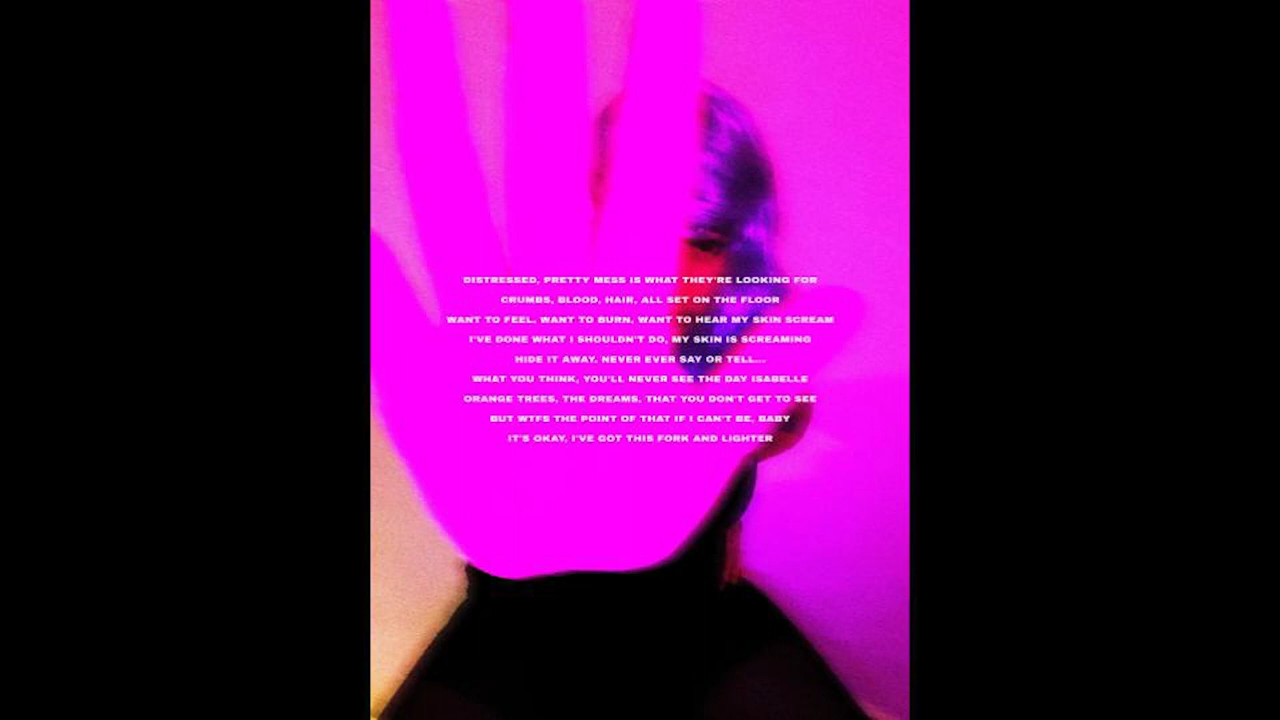 DISTRESSED, PRETTY MESS IS WHAT THEY'RE LOOKING FOR
CRUMBS, BLOOD, HAIR, ALL SET ON THE FLOOR
WANT TO FEEL, WANT TO BURN, WANT TO HEAR MY SKIN SCREAM
I'VE DONE WHAT I SHOULDN'T DO, MY SKIN IS SCREAMING
HIDE IT AWAY. NEVER EVER SAY OR TELL...
WHAT YOU THINK, YOU'LL NEVER SEE THE DAY ISABELLE
ORANGE TREES, THE DREAMS, THAT YOU DON'T GET TO SEE
BUT WTFS THE POINT OF THAT IF I CAN'T BE, BABY
IT'S OKAY, I'VE GOT THIS FORK AND LIGHTER